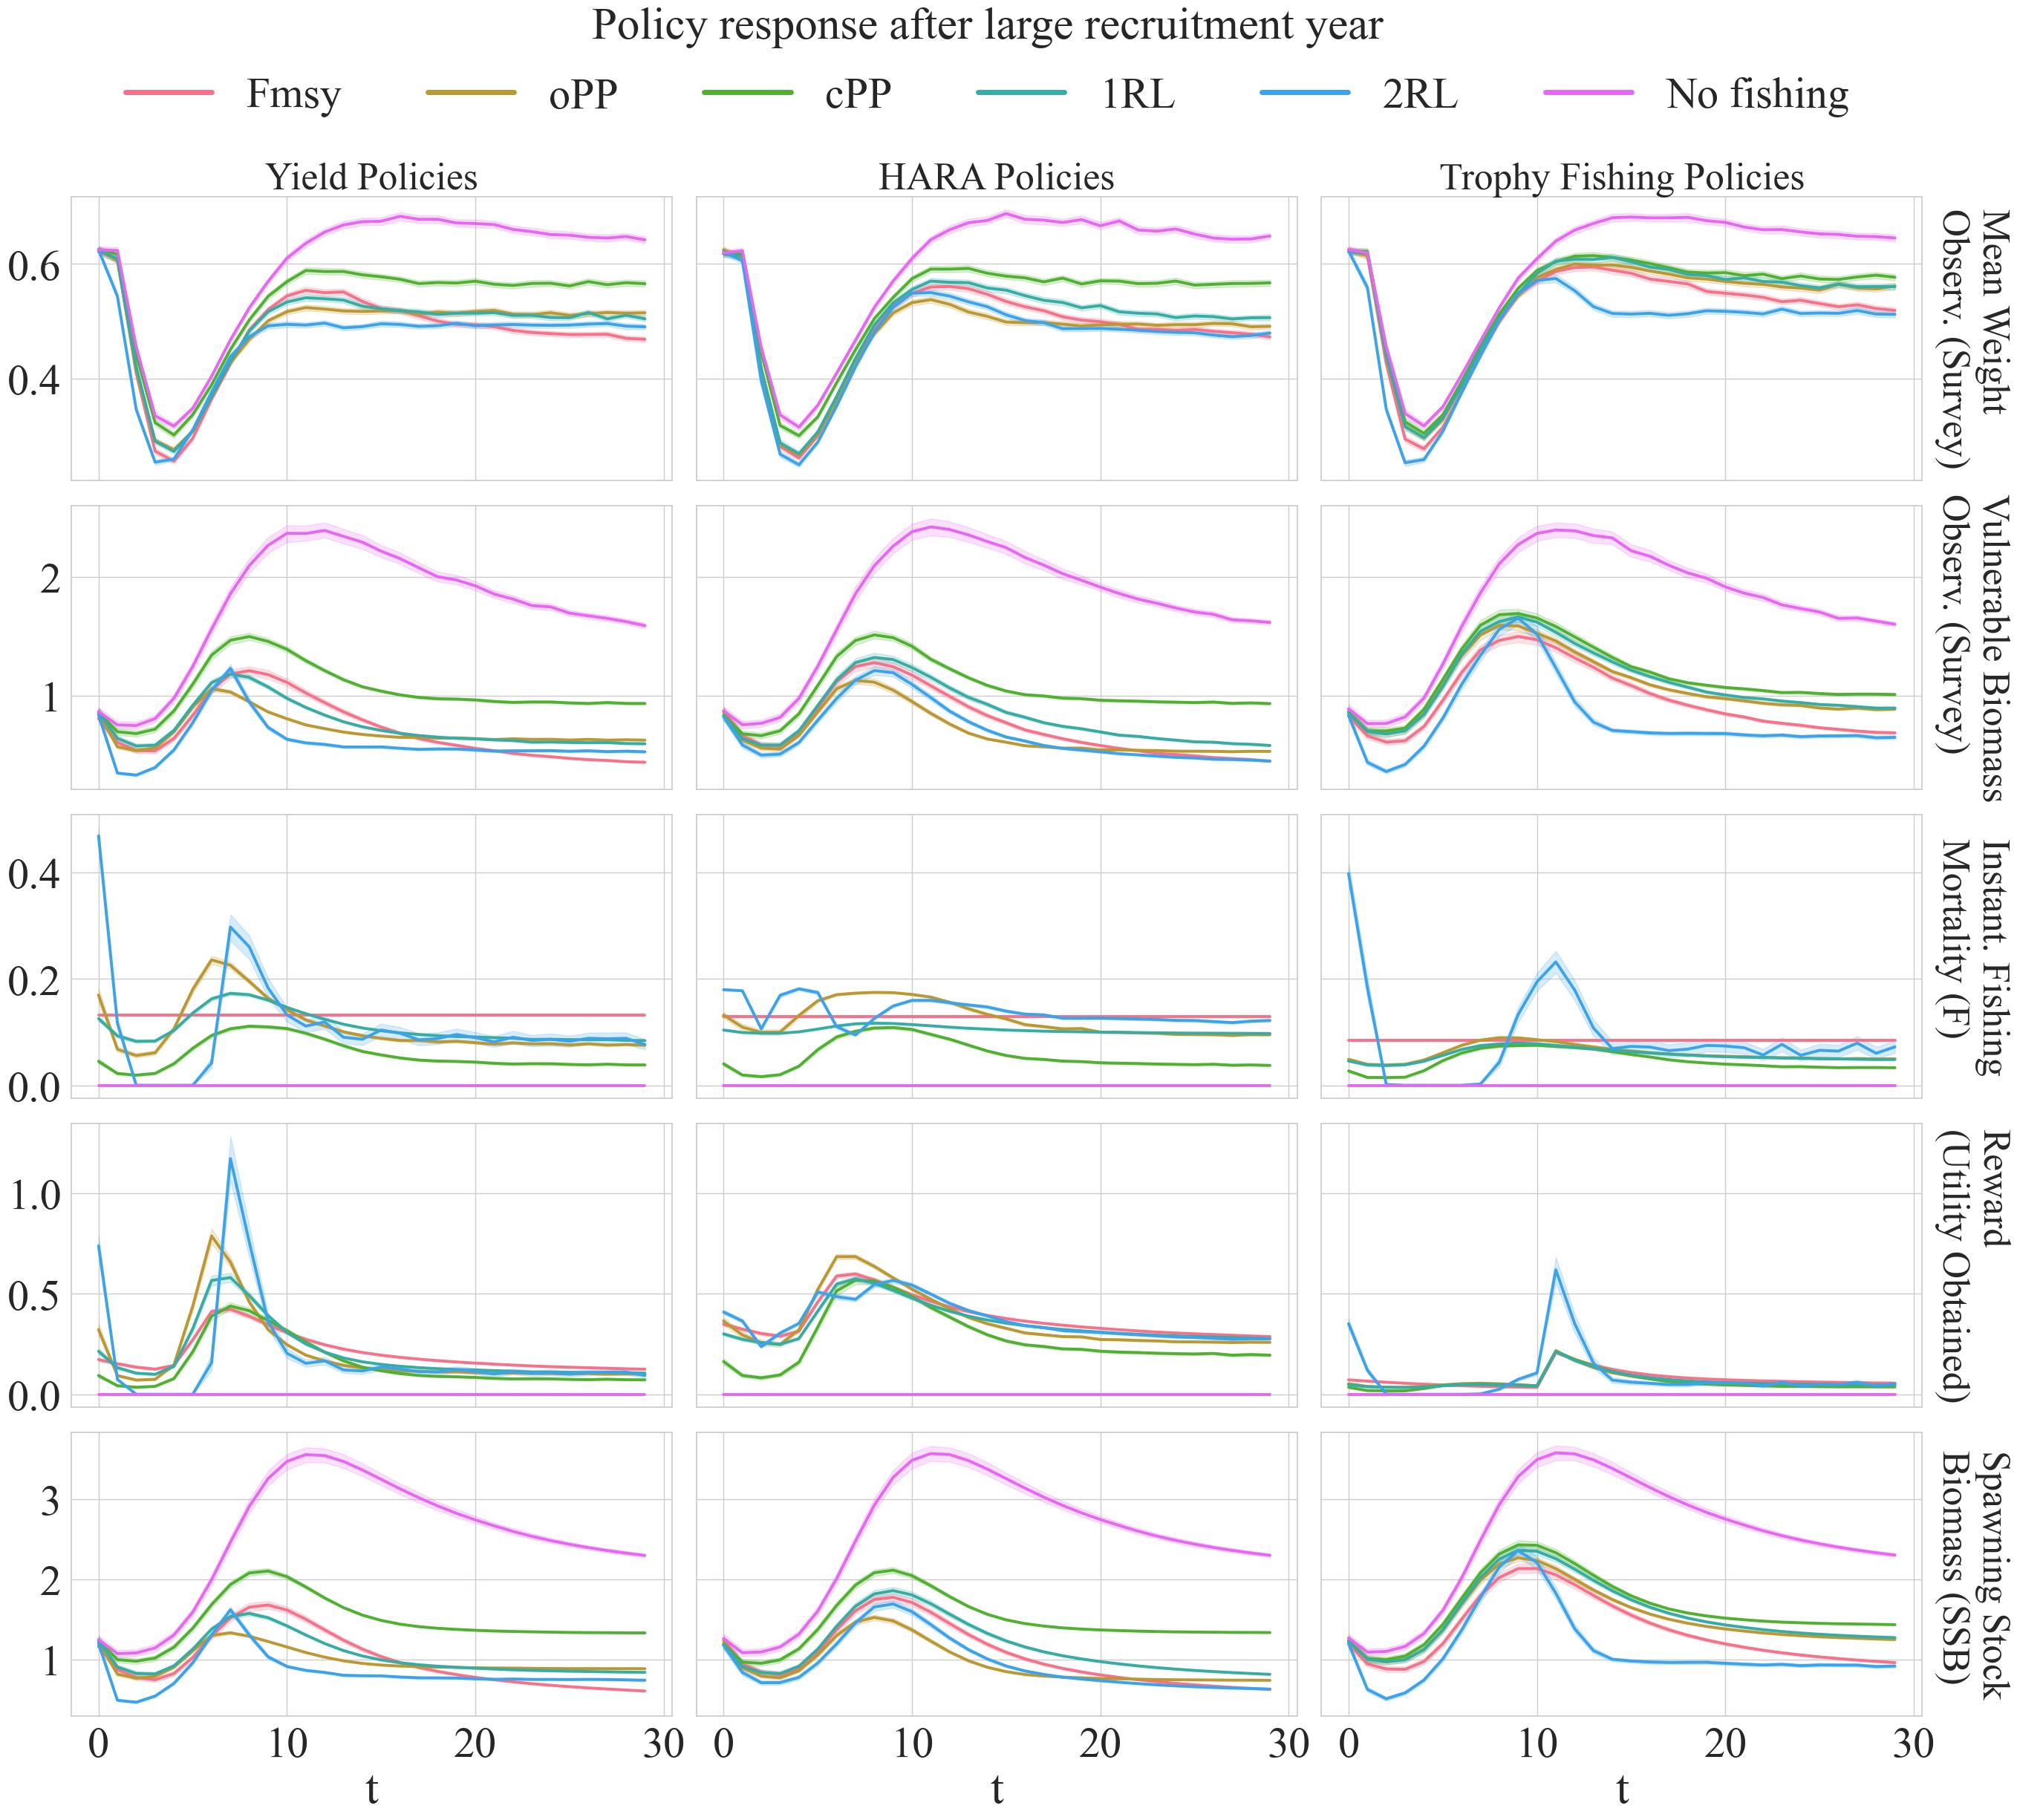 Policy response after large recruitment year
Fmsy oPP cPP 1RL 2RL No fishing
Yield Policies HARA Policies Trophy Fishing Policies
0.6
0.4
Mean Weight
Observ. (Survey)
2
1
Vulnerable Biomass
Observ. (Survey)
0.4
0.2
0.0
Instant. Fishing
Mortality (F)
1.0
0.5
0.0
Reward
(Utility Obtained)
3
2
1
Spawning Stock
Biomass (SSB)
0 10 20 30 0 10 20 30 0 10 20 30
t t t